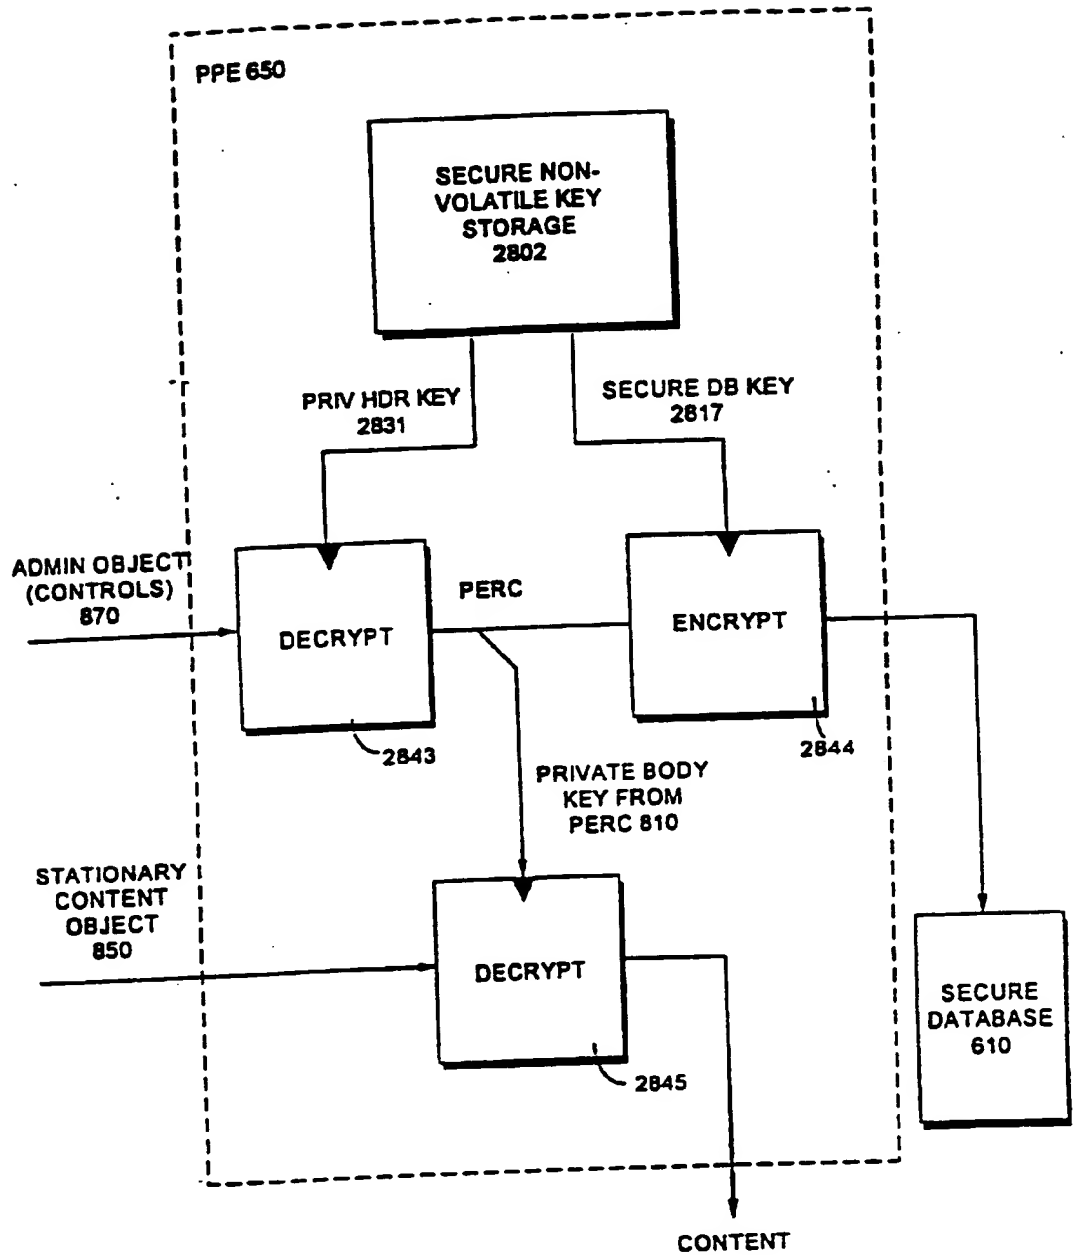 PPE 650
SECURE NON-
VOLATILE KEY
STORAGE
2802
PRIV HDR KEY
2831
SECURE DB KEY
2817
ADMIN OBJECT
(CONTROLS)
870
DECRYPT
PERC
ENCRYPT
2843
2844
PRIVATE BODY
KEY FROM
PERC 810
STATIONARY
CONTENT
OBJECT
850
DECRYPT
2845
SECURE
DATABASE
610
CONTENT